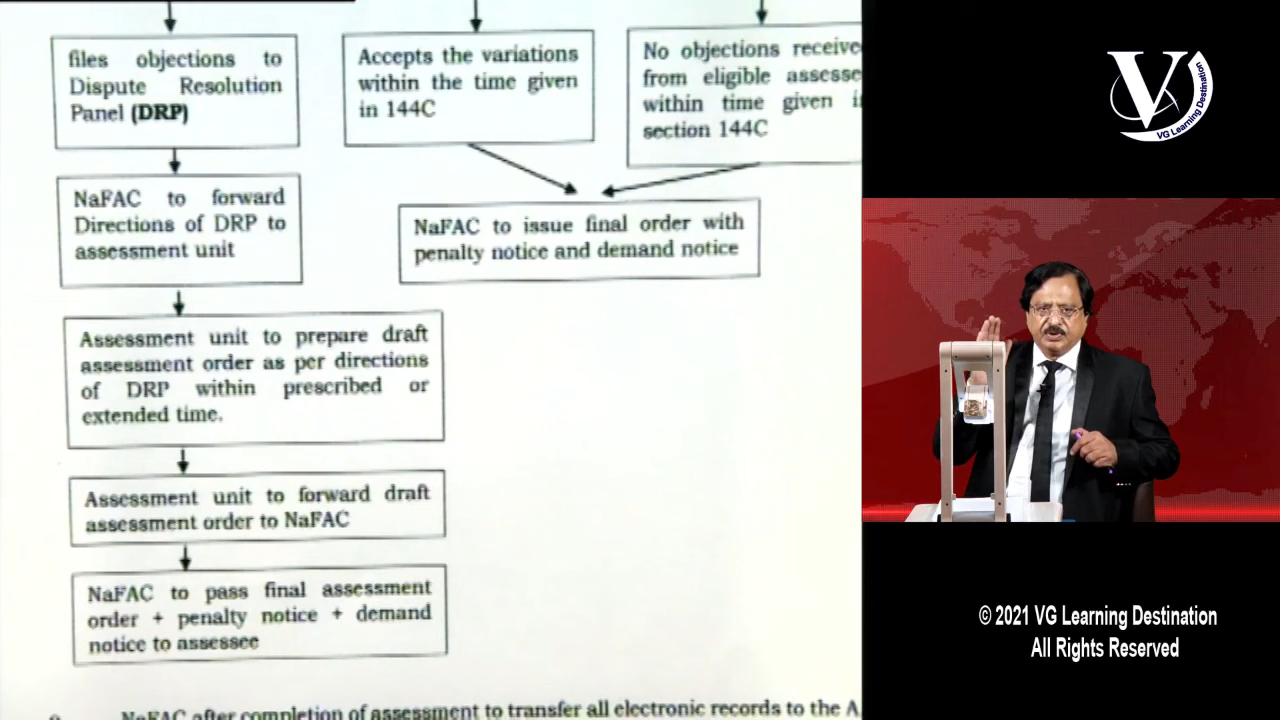 files objections to
Dispute Resolution
Panel (DRP)
Accepts the variations
within the time given
in 144C
No objections
from eligible
within time given
section 144C
NaFAC to forward
Directions of DRP to
assessment unit
NaFAC to issue final order with
penalty notice and demand notice
Assessment unit to prepare draft
assessment order as per directions
of DRP within prescribed or
extended time.
Assessment unit to forward draft
assessment order to NaFAC
NaFAC to pass final assessment
order + penalty notice + demand
notice to assessee
NaFAC after completion of assessment to transfer all electronic records to the
V
VG Learning Destination
© 2021 VG Learning Destination
All Rights Reserved